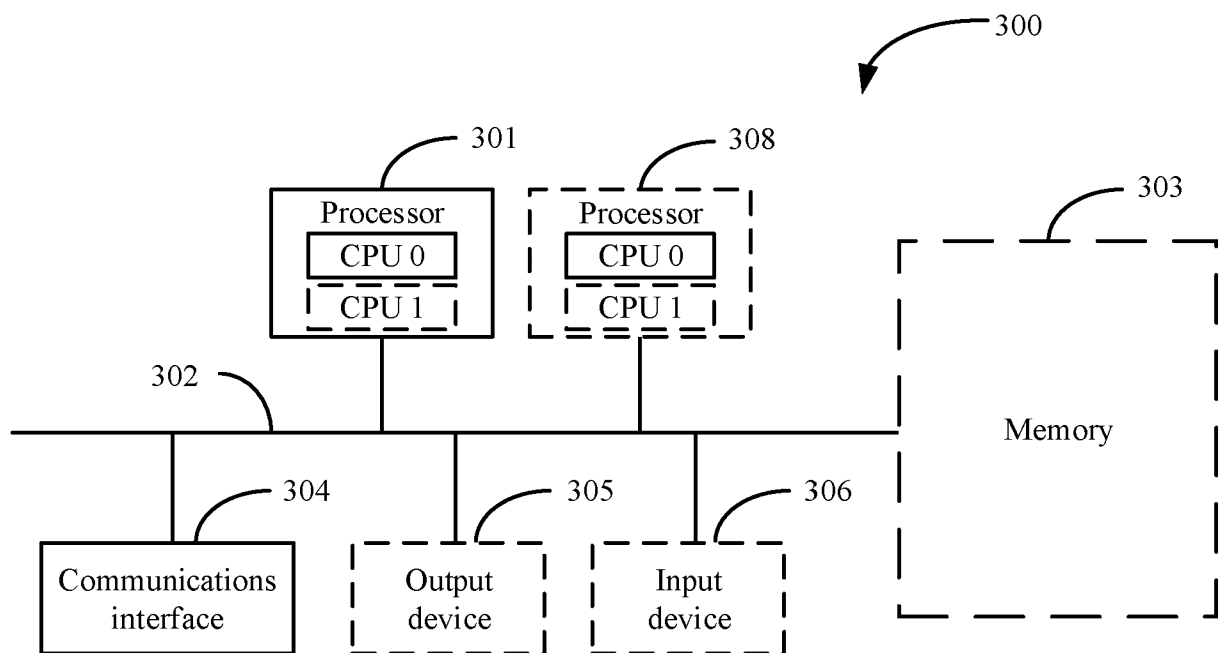 300
301
308
303
Processor
Processor
CPU 0
CPU 0
CPU 1
CPU 1
302
Memory
304
305
306
Communications
interface
Output
device
Input
device